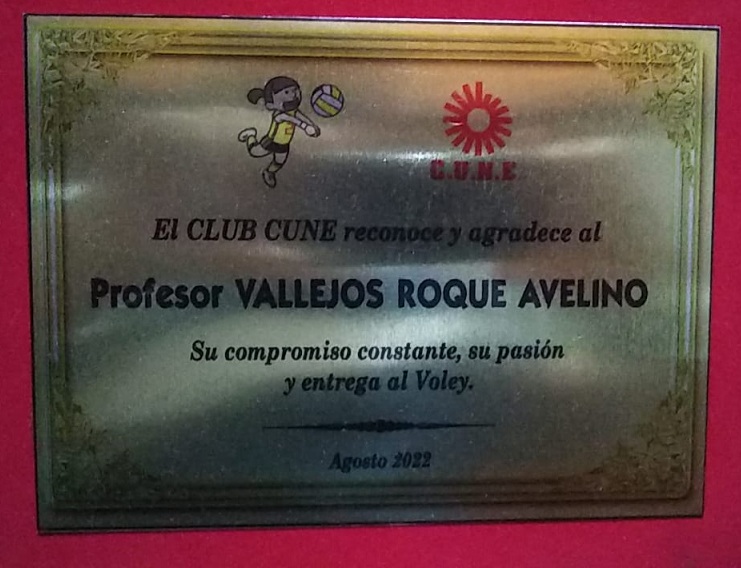 C.U.N.E
El CLUB CUNE reconoce y agradece al
Profesor VALLEJOS ROQUE AVELINO
Su compromiso constante, su pasión
y entrega al Voley.
Agosto 2022